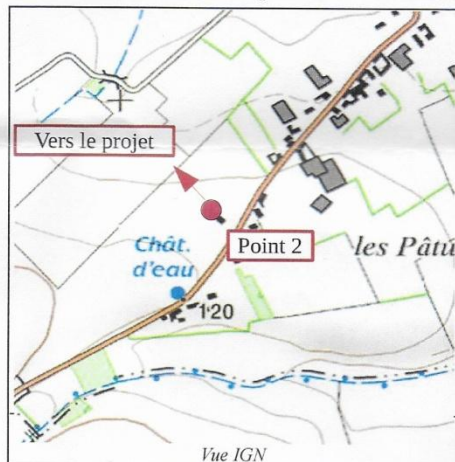 Vers le projet
Chât.
d'eau
Point 2
les Pâtu
120
Vue IGN